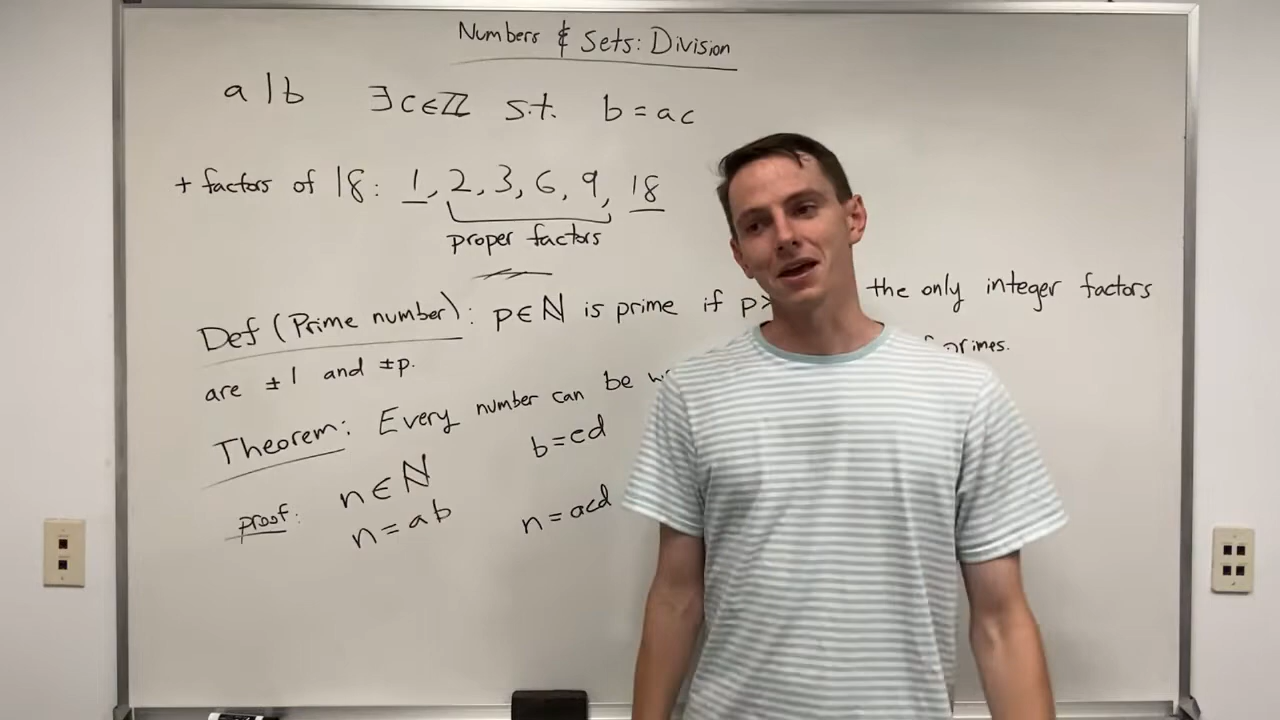 Numbers & Sets: Division
a | b ∃ c ∈ ℤ s.t. b = ac
+ factors of 18: 1, 2, 3, 6, 9, 18
proper factors
Def (Prime number): p ∈ ℕ is prime if p> the only integer factors
are ±1 and ±p.
Theorem: Every number can be primes.
b = cd
proof: n ∈ ℕ
n = ab n = acd